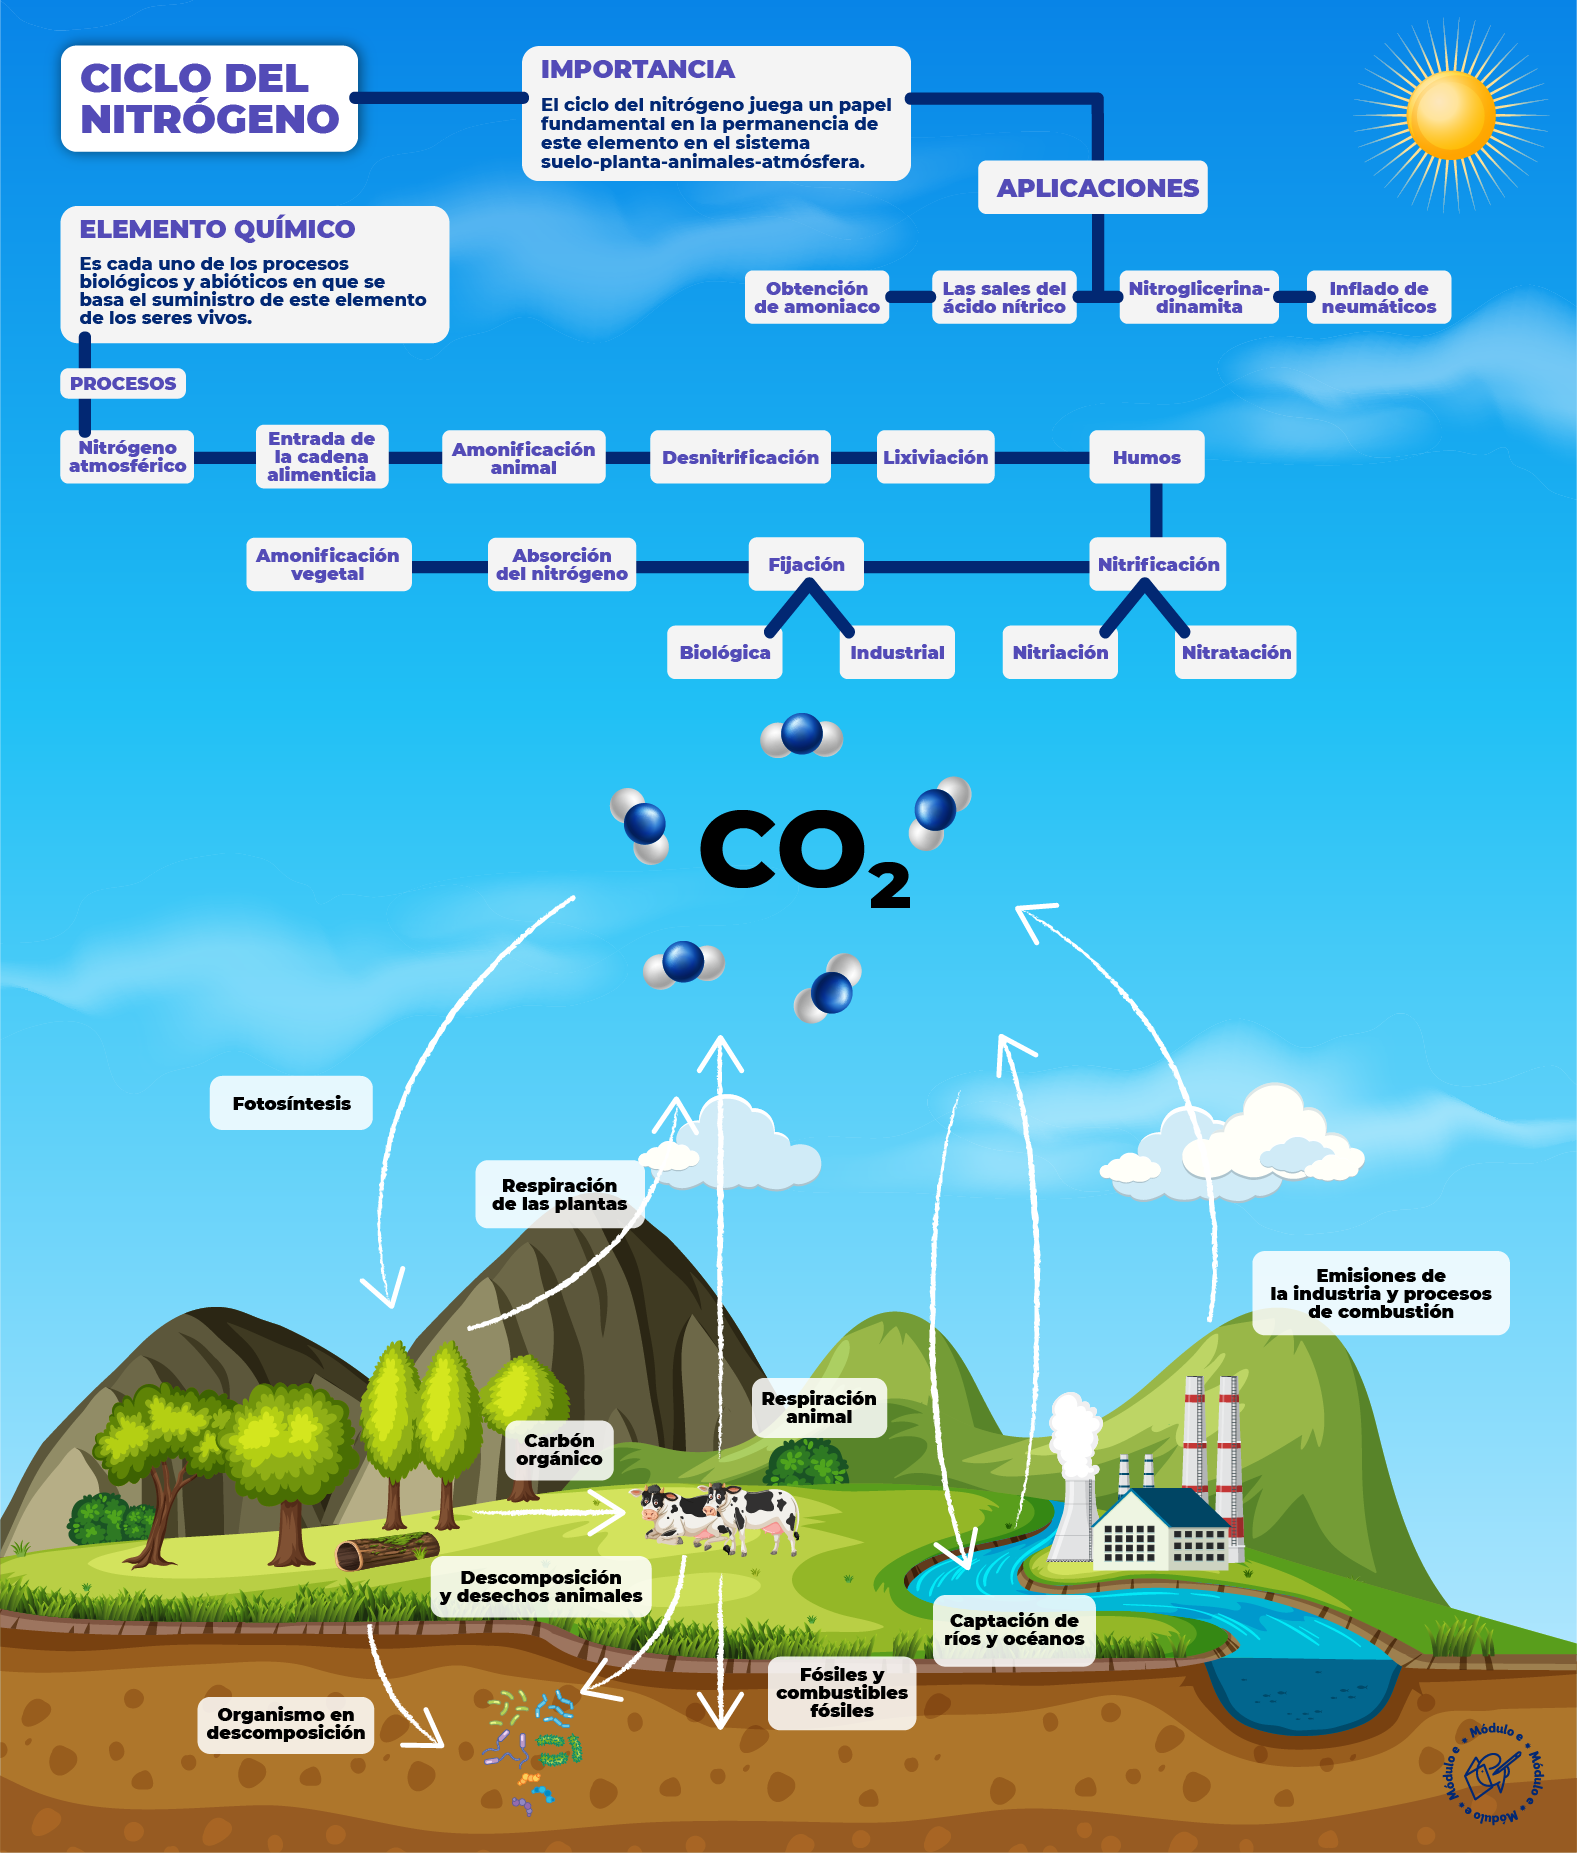 CICLO DEL
NITRÓGENO
IMPORTANCIA
El ciclo del nitrógeno juega un papel
fundamental en la permanencia de
este elemento en el sistema
suelo-planta-animales-atmósfera.
APLICACIONES
ELEMENTO QUÍMICO
Es cada uno de los procesos
biológicos y abióticos en que se
basa el suministro de este elemento
de los seres vivos.
Obtención
de amoniaco
Las sales del
ácido nítrico
Nitroglicerina-
dinamita
Inflado de
neumáticos
PROCESOS
Nitrógeno
atmosférico
Entrada de
la cadena
alimenticia
Amonificación
animal
Desnitrificación
Lixiviación
Humos
Amonificación
vegetal
Absorción
del nitrógeno
Fijación
Nitrificación
Biológica
Industrial
Nitriación
Nitratación
CO₂
Fotosíntesis
Respiración
de las plantas
Emisiones de
la industria y procesos
de combustión
Respiración
animal
Carbón
orgánico
Descomposición
y desechos animales
Captación de
ríos y océanos
Fósiles y
combustibles
fósiles
Organismo en
descomposición
Módulo e * Módulo e * Módulo e * Módulo e *